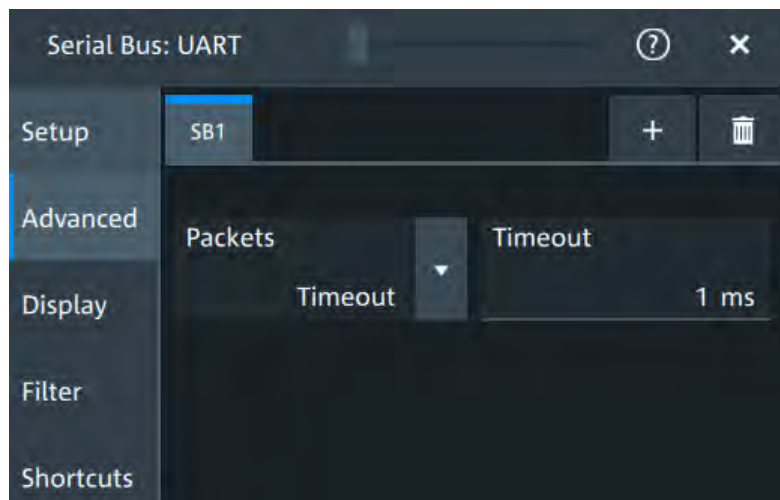 Serial Bus: UART
?
Setup
SB1
+
Advanced
Packets
Timeout
Timeout
1 ms
Display
Filter
Shortcuts